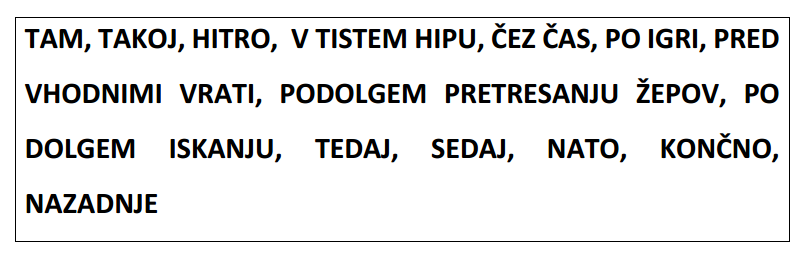 TAM, TAKOJ, HITRO,  V TISTEM HIPU, ČEZ ČAS, PO IGRI, PRED
VHODNIMI VRATI, PODOLGEM PRETRESANJU ŽEPOV, PO
DOLGEM ISKANJU, TEDAJ, SEDAJ, NATO, KONČNO,
NAZADNJE